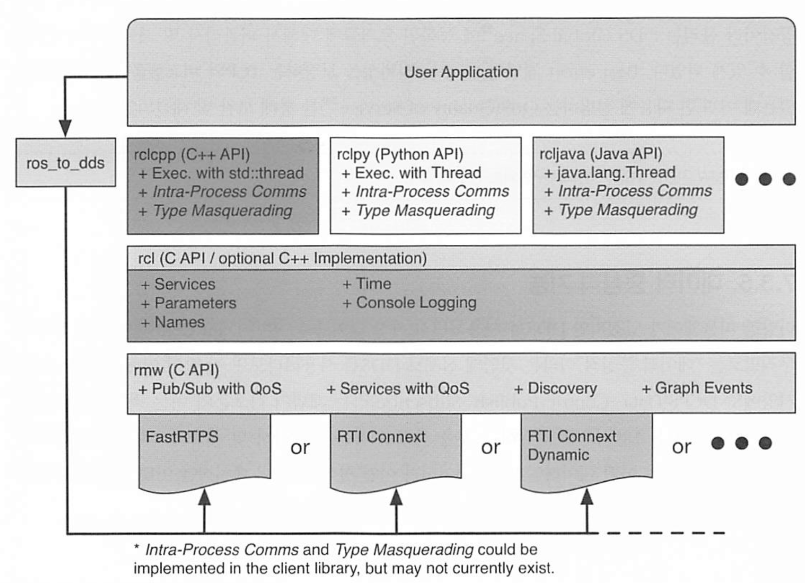 User Application
ros_to_dds
rclcpp (C++ API)
+ Exec. with std::thread
+ Intra-Process Comms
+ Type Masquerading
rclpy (Python API)
+ Exec. with Thread
+ Intra-Process Comms
+ Type Masquerading
rcljava (Java API)
+ java.lang.Thread
+ Intra-Process Comms
+ Type Masquerading
rcl (C API / optional C++ Implementation)
+ Services
+ Parameters
+ Names
+ Time
+ Console Logging
rmw (C API)
+ Pub/Sub with QoS
+ Services with QoS
+ Discovery
+ Graph Events
FastRTPS
or
RTI Connext
or
RTI Connext
Dynamic
or
* Intra-Process Comms and Type Masquerading could be
implemented in the client library, but may not currently exist.